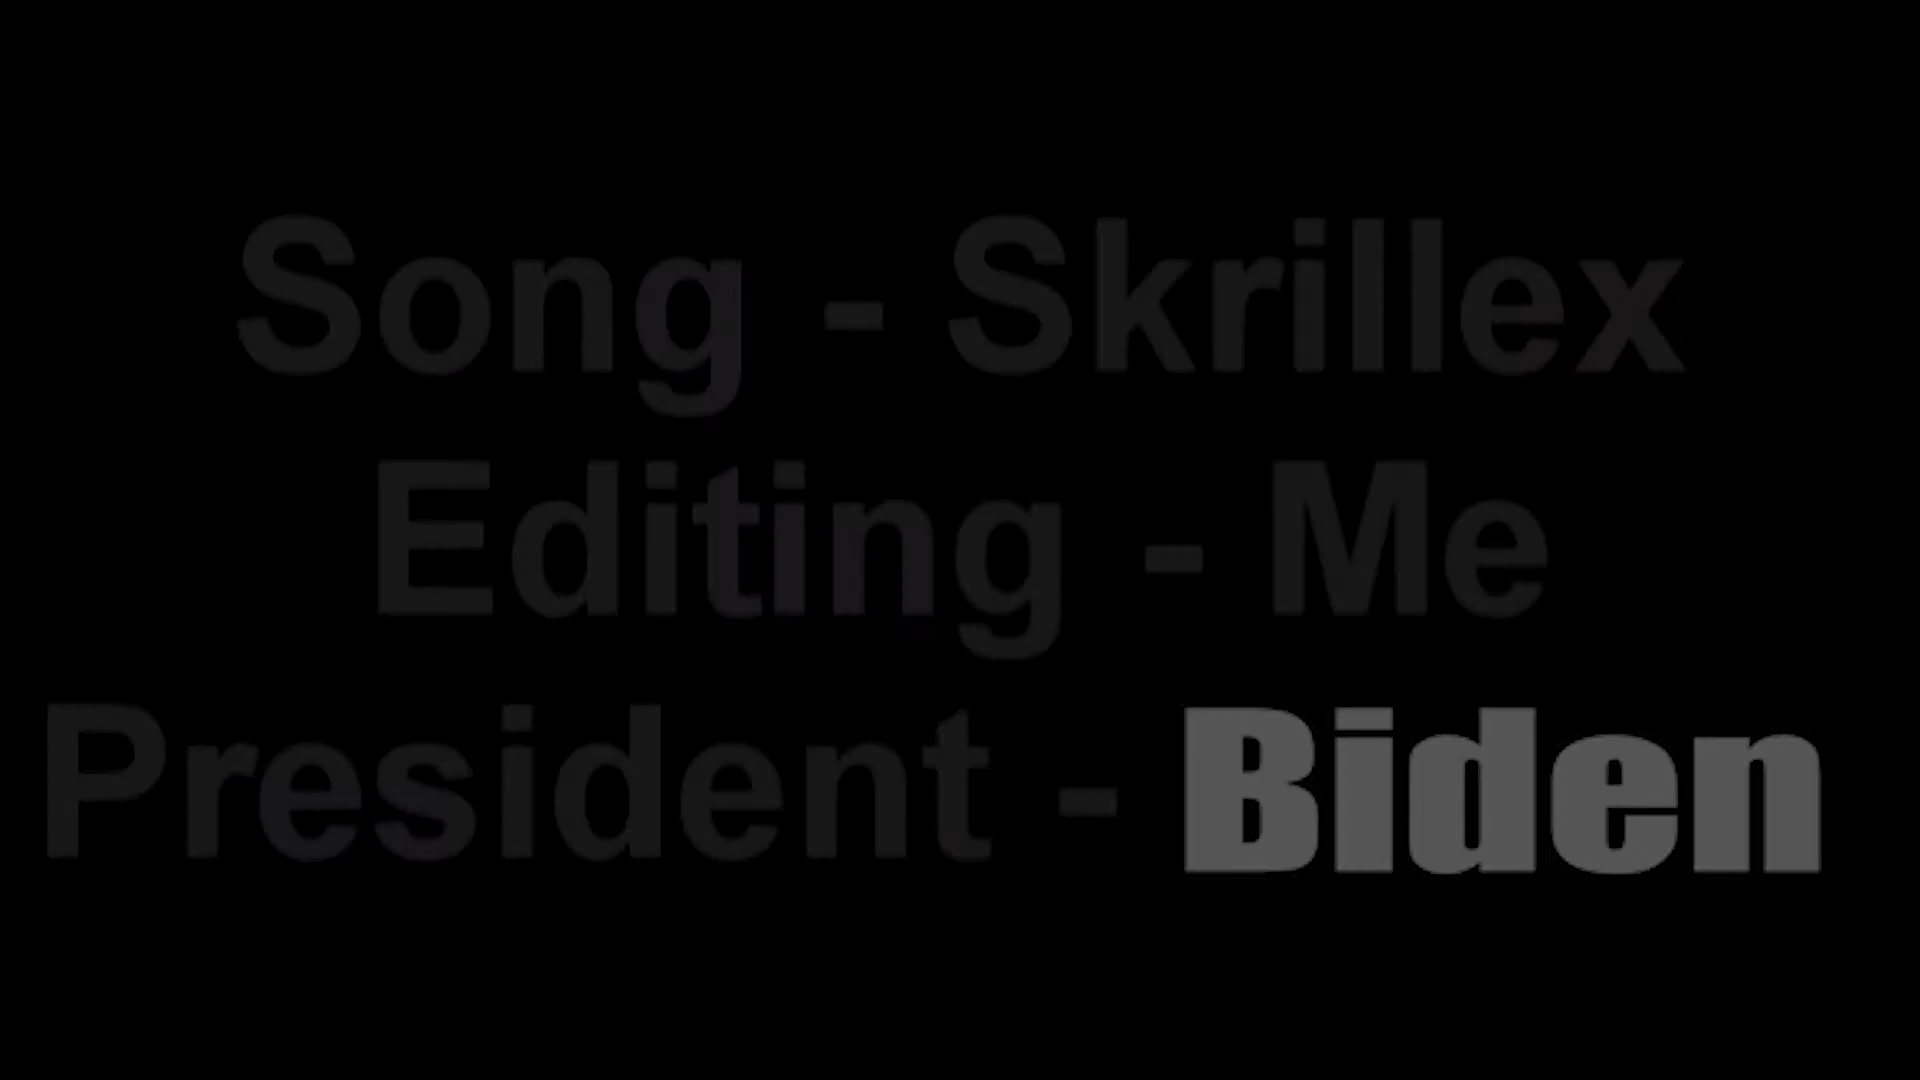 Song - Skrillex
Editing - Me
President - Biden